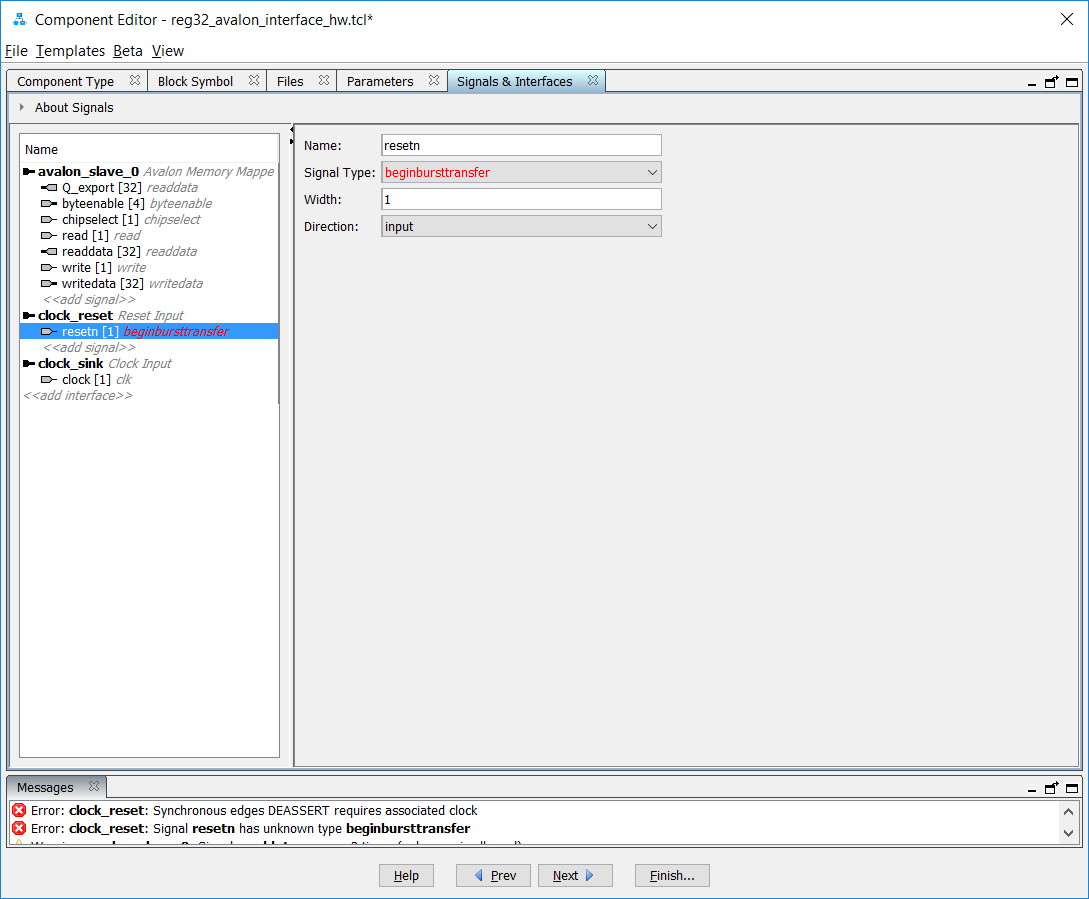 Component Editor - reg32_avalon_interface_hw.tcl*
File Templates Beta View
Component Type Block Symbol Files Parameters Signals & Interfaces
About Signals
Name
avalon_slave_0 Avalon Memory Mappe
Q_export [32] readdata
byteenable [4] byteenable
chipselect [1] chipselect
read [1] read
readdata [32] readdata
write [1] write
writedata [32] writedata
<<add signal>>
clock_reset Reset Input
resetn [1] beginbursttransfer
<<add signal>>
clock_sink Clock Input
clock [1] clk
<<add interface>>
Name: resetn
Signal Type: beginbursttransfer
Width: 1
Direction: input
Messages
Error: clock_reset: Synchronous edges DEASSERT requires associated clock
Error: clock_reset: Signal resetn has unknown type beginbursttransfer
Help Prev Next Finish...